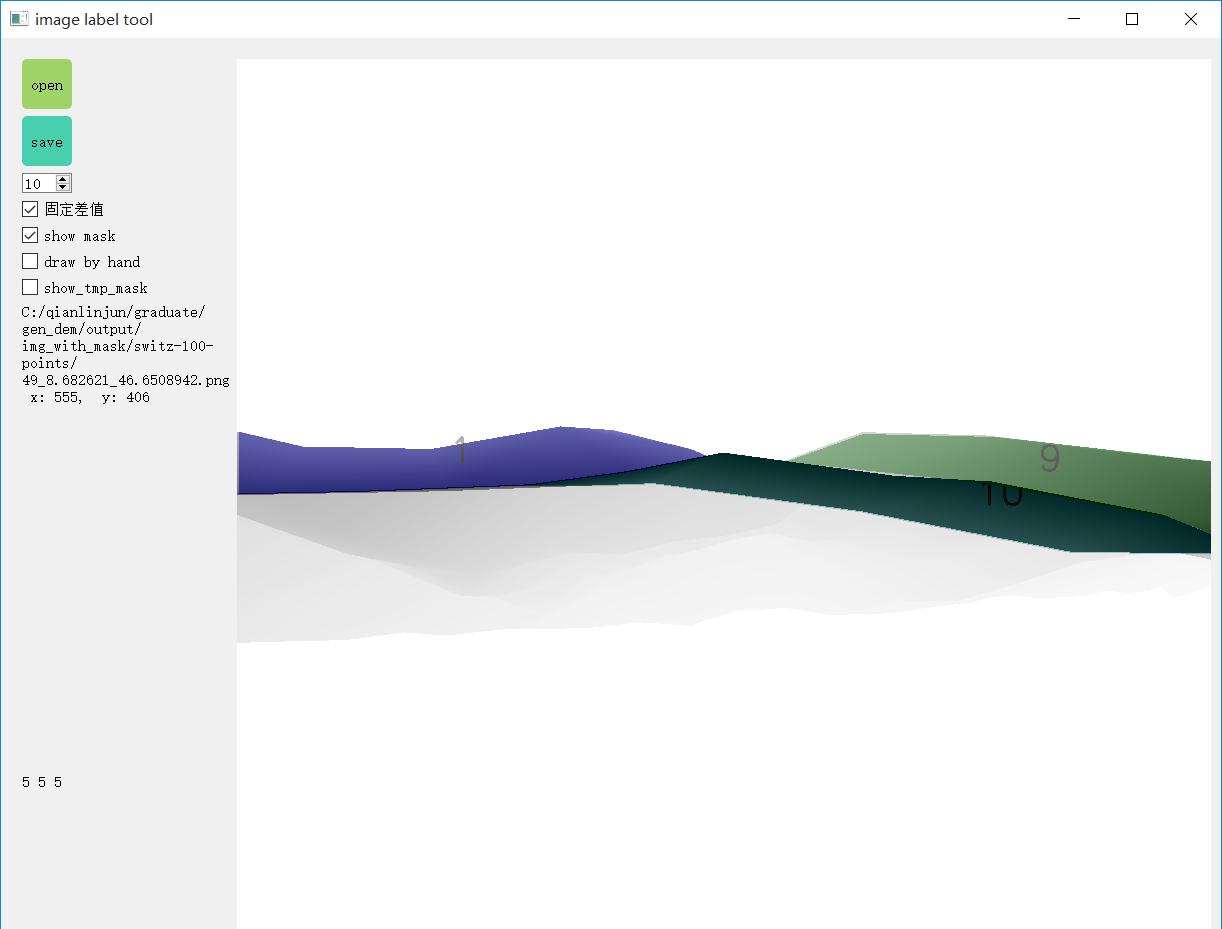 image label tool
open
save
10
固定差值
show mask
draw by hand
show_tmp_mask
C:/qianlinjun/graduate/
gen_dem/output/
img_with_mask/switz-100-
points/
49_8.682621_46.6508942.png
x: 555,  y: 406
1
9
10
5 5 5